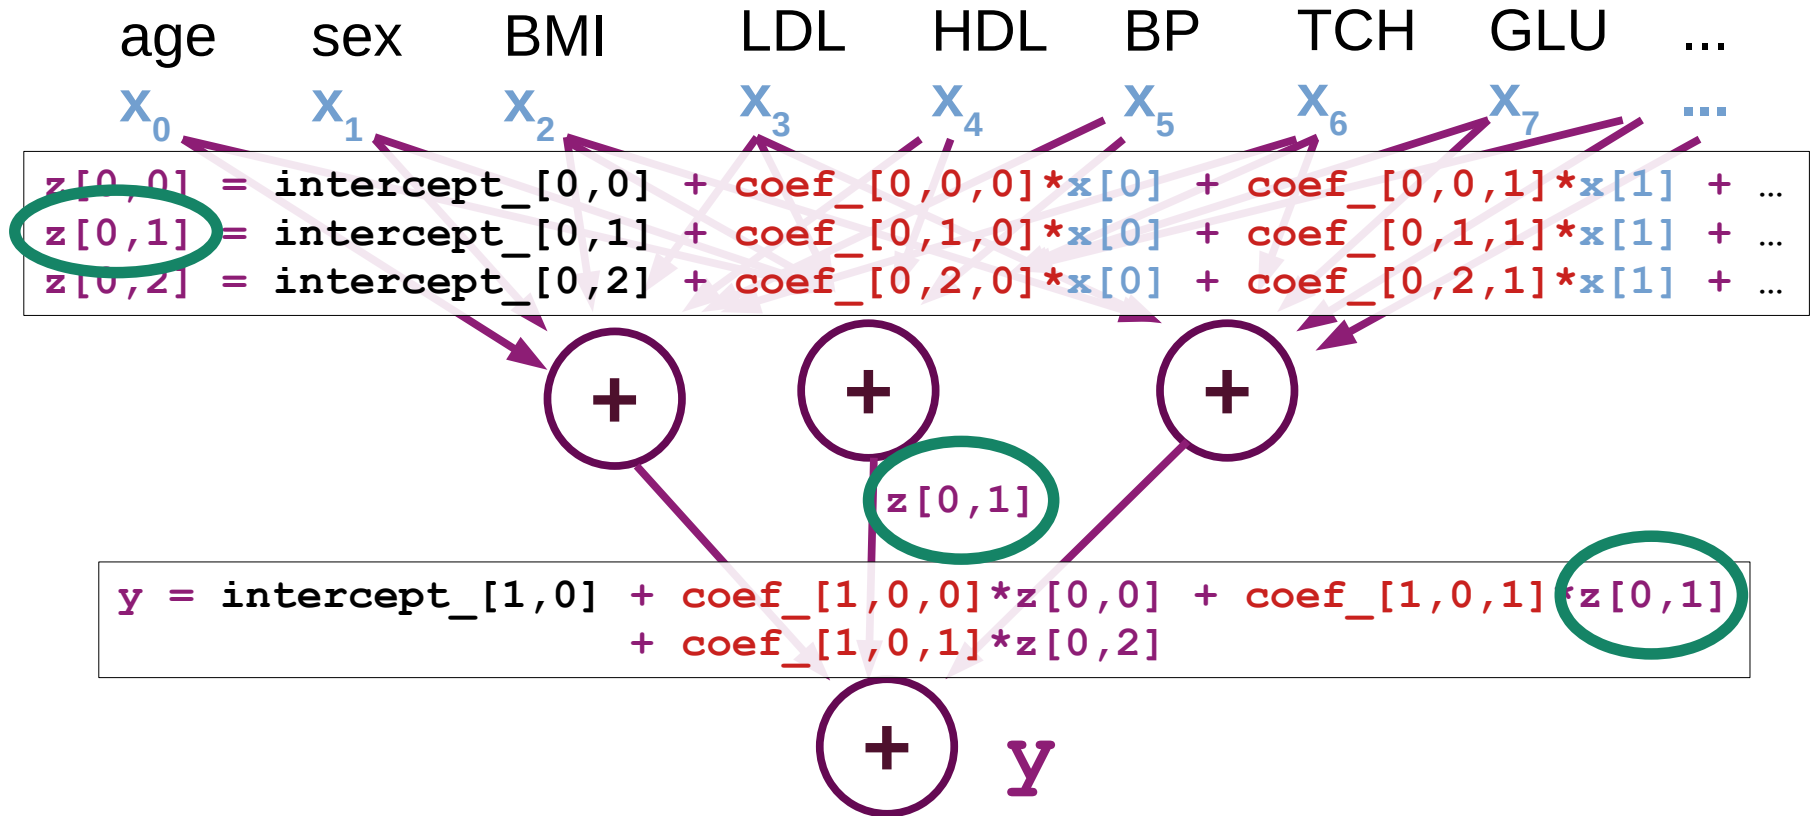 age sex BMI LDL HDL BP TCH GLU ...
x0 x1 x2 x3 x4 x5 x6 x7 ...
z[0,0] = intercept_[0,0] + coef_[0,0,0]*x[0] + coef_[0,0,1]*x[1] + …
z[0,1] = intercept_[0,1] + coef_[0,1,0]*x[0] + coef_[0,1,1]*x[1] + …
z[0,2] = intercept_[0,2] + coef_[0,2,0]*x[0] + coef_[0,2,1]*x[1] + …
+ + +
z[0,1]
y = intercept_[1,0] + coef_[1,0,0]*z[0,0] + coef_[1,0,1]*z[0,1]
+ coef_[1,0,1]*z[0,2]
+ y